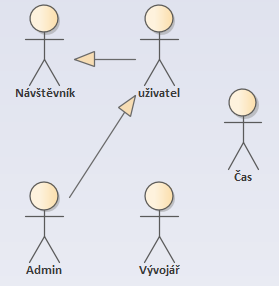 Návštěvník
uživatel
Čas
Admin
Vývojář